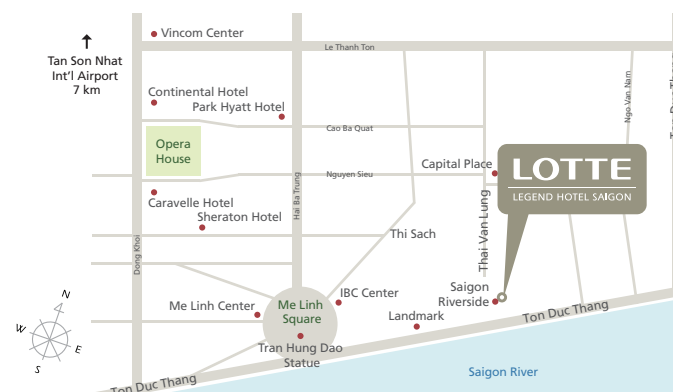 Vincom Center
Le Thanh Ton
Tan Son Nhat
Int'l Airport
7 km
Continental Hotel
Park Hyatt Hotel
Ngo Van Nam
Cao Ba Quat
Opera
House
Capital Place
LOTTE
LEGEND HOTEL SAIGON
Nguyen Sieu
Hai Ba Trung
Caravelle Hotel
Sheraton Hotel
Thai Van Lung
Thi Sach
Dong Khoi
Saigon
Riverside
IBC Center
Me Linh Center
Me Linh
Square
Landmark
Ton Duc Thang
N
W
E
S
Tran Hung Dao
Statue
Saigon River
Ton Duc Thang